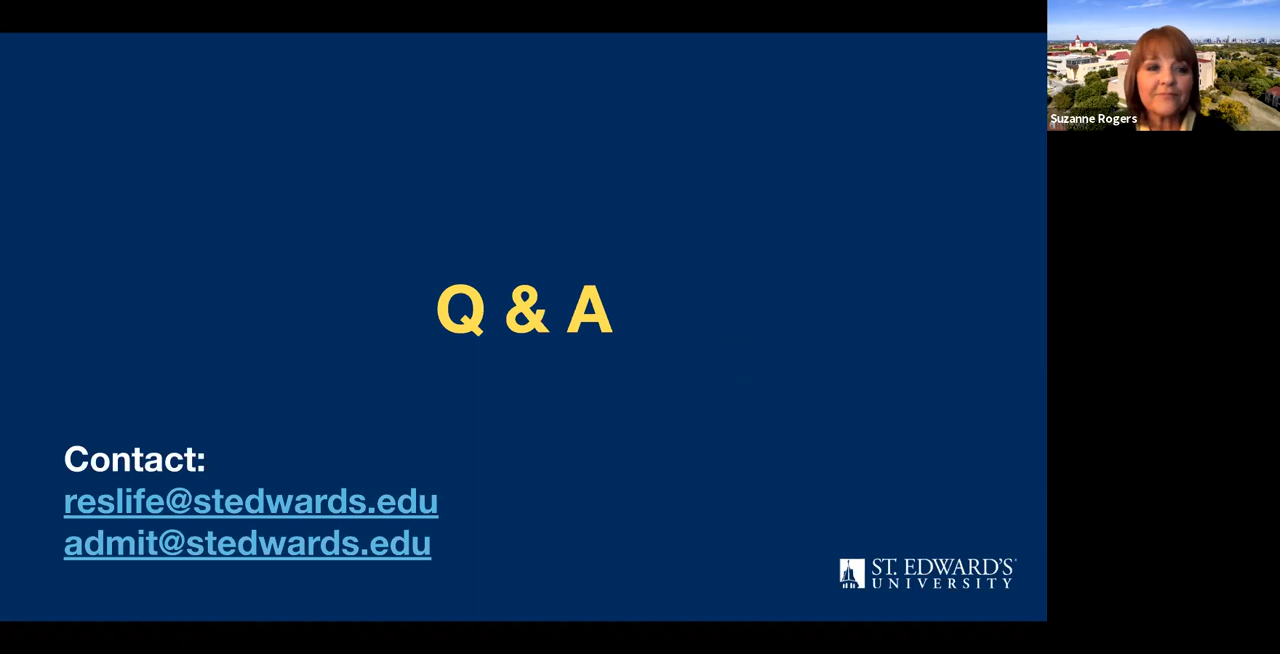 Q & A
Contact:
reslife@stedwards.edu
admit@stedwards.edu
ST. EDWARD'S
UNIVERSITY
Suzanne Rogers